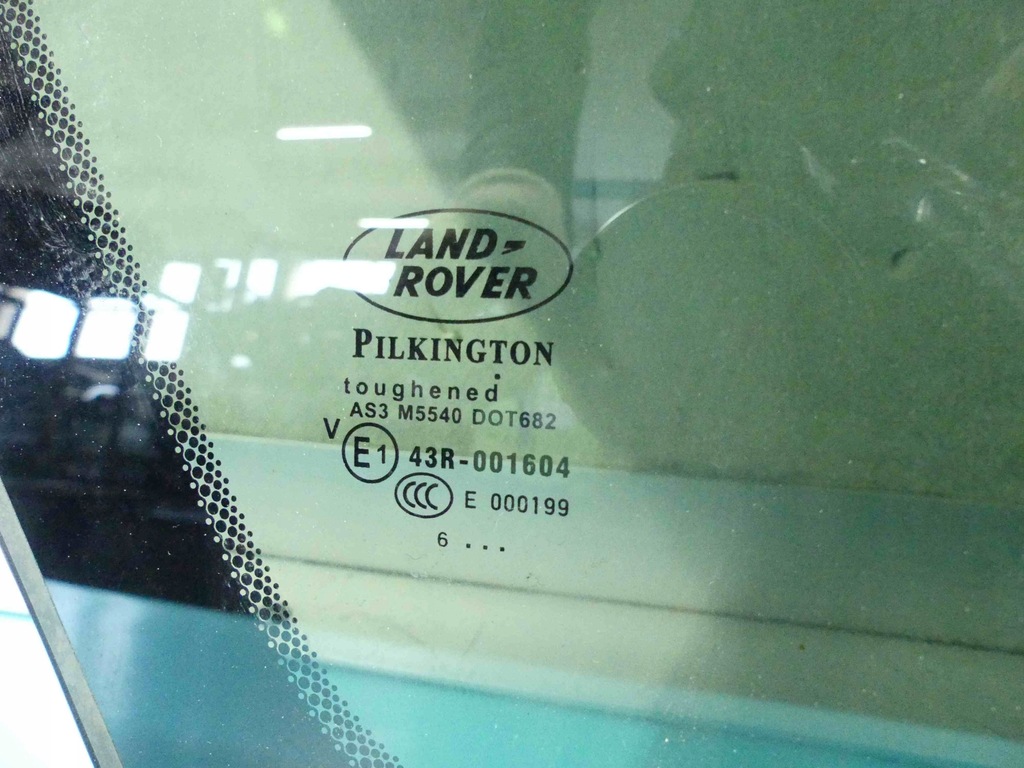 LAND-
ROVER
PILKINGTON
toughened
AS3 M5540 DOT682
V
E1 43R-001604
CCC E 000199
6 ...